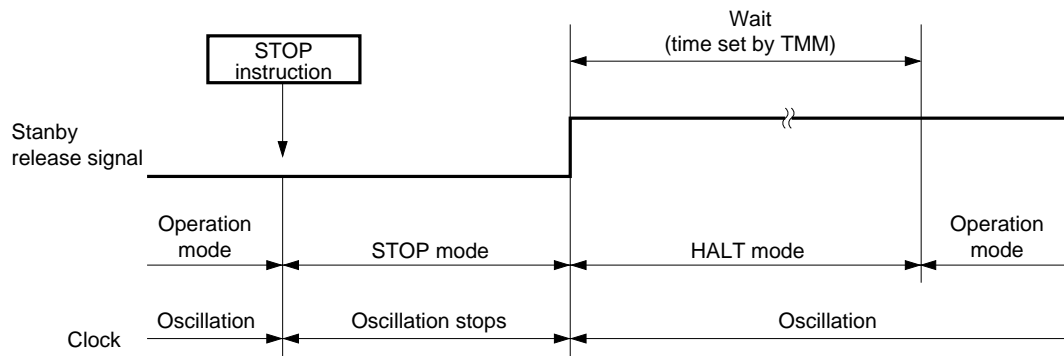 Wait
(time set by TMM)
STOP
instruction
Stanby
release signal
Operation
mode
STOP mode
HALT mode
Operation
mode
Clock
Oscillation
Oscillation stops
Oscillation